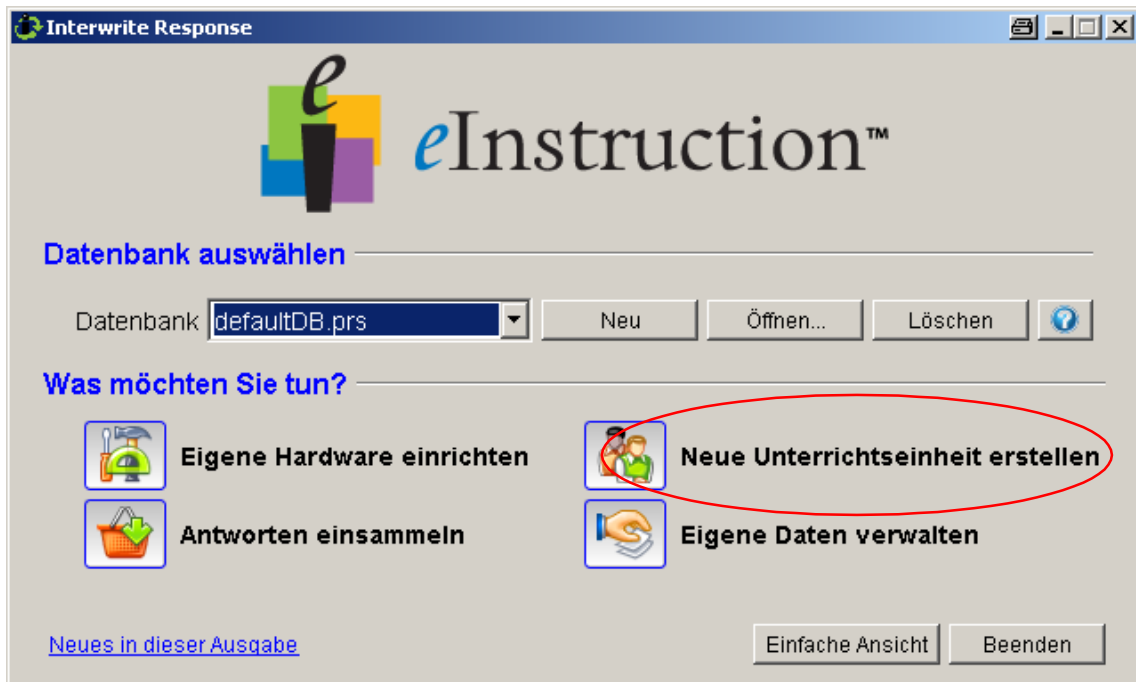 Interwrite Response
eInstruction™
Datenbank auswählen
Datenbank defaultDB.prs Neu Öffnen... Löschen
Was möchten Sie tun?
Eigene Hardware einrichten Neue Unterrichtseinheit erstellen
Antworten einsammeln Eigene Daten verwalten
Neues in dieser Ausgabe Einfache Ansicht Beenden